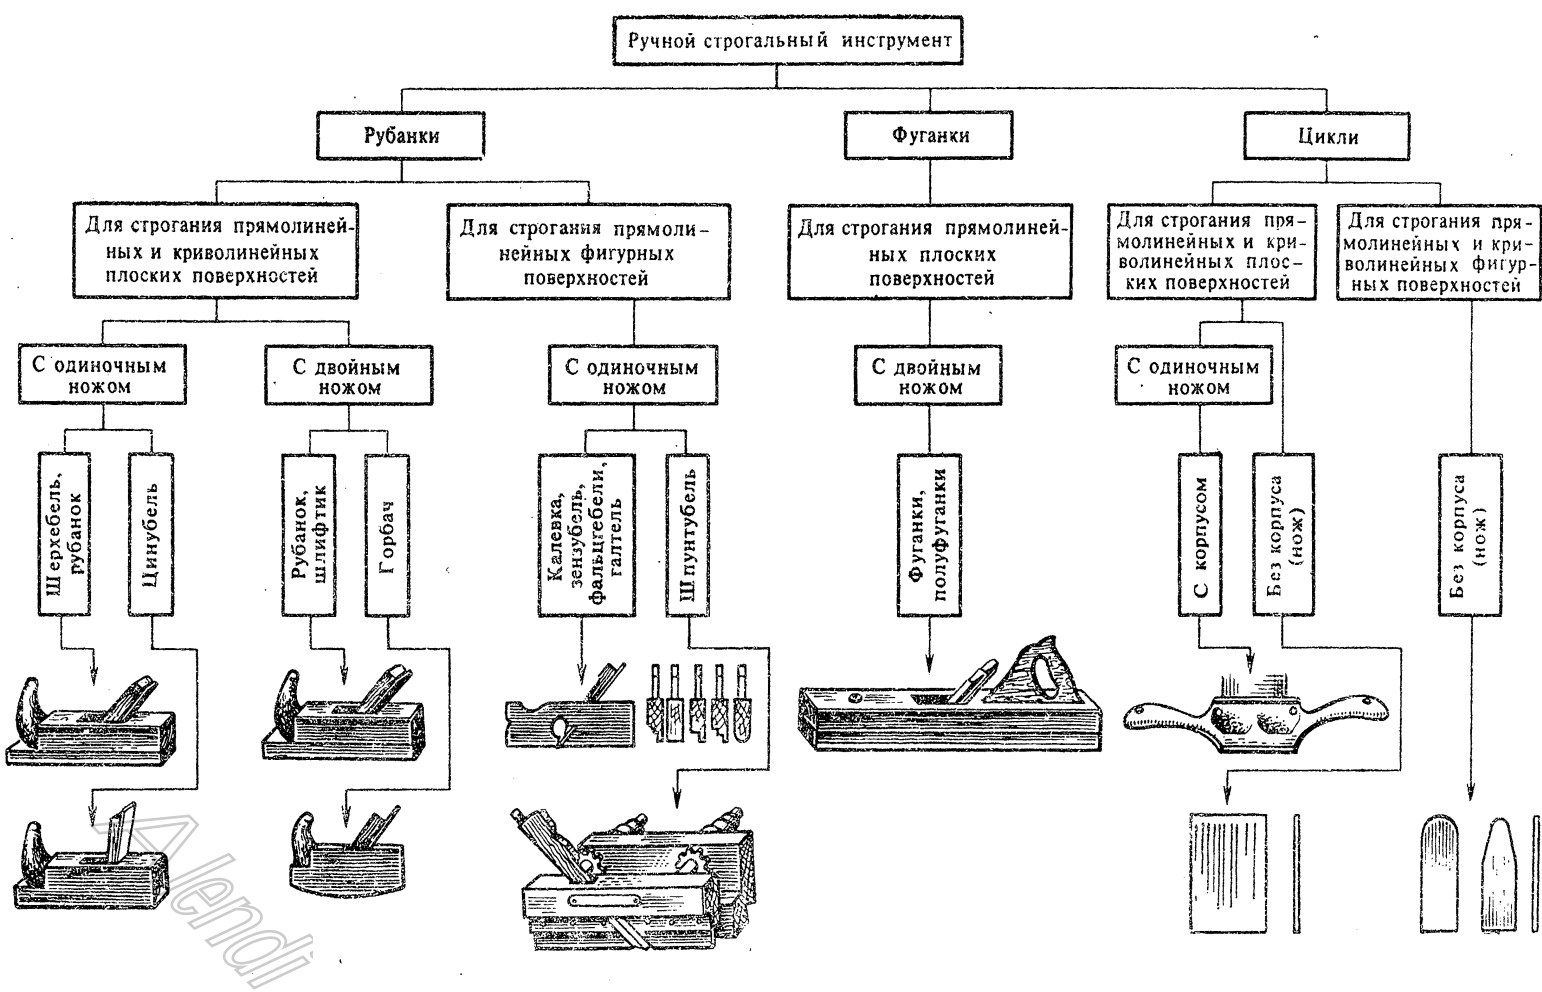 Ручной строгальный инструмент
Рубанки
Фуганки
Цикли
Для строгания прямолиней-
ных и криволинейных
плоских поверхностей
Для строгания прямоли-
нейных фигурных
поверхностей
Для строгания прямолиней-
ных плоских
поверхностей
Для строгания пря-
молинейных и кри-
волинейных плос-
ких поверхностей
Для строгания пря-
молинейных и кри-
волинейных фигур-
ных поверхностей
С одиночным
ножом
С двойным
ножом
С одиночным
ножом
С двойным
ножом
С одиночным
ножом
Шерхебель,
рубанок
Цинубель
Рубанок,
шлифтик
Горбач
Калевка,
зензубель,
фальцгебели,
галтель
Шпунтубель
Фуганки,
полуфуганки
С корпусом
Без корпуса
(нож)
Без корпуса
(нож)
Alendi